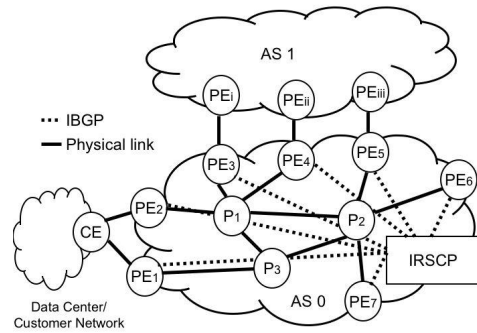 AS 1
PEi
PEii
PEiii
IBGP
Physical link
PE3
PE4
PE5
PE6
PE2
P1
P2
CE
IRSCP
P3
PE1
AS 0
PE7
Data Center/
Customer Network